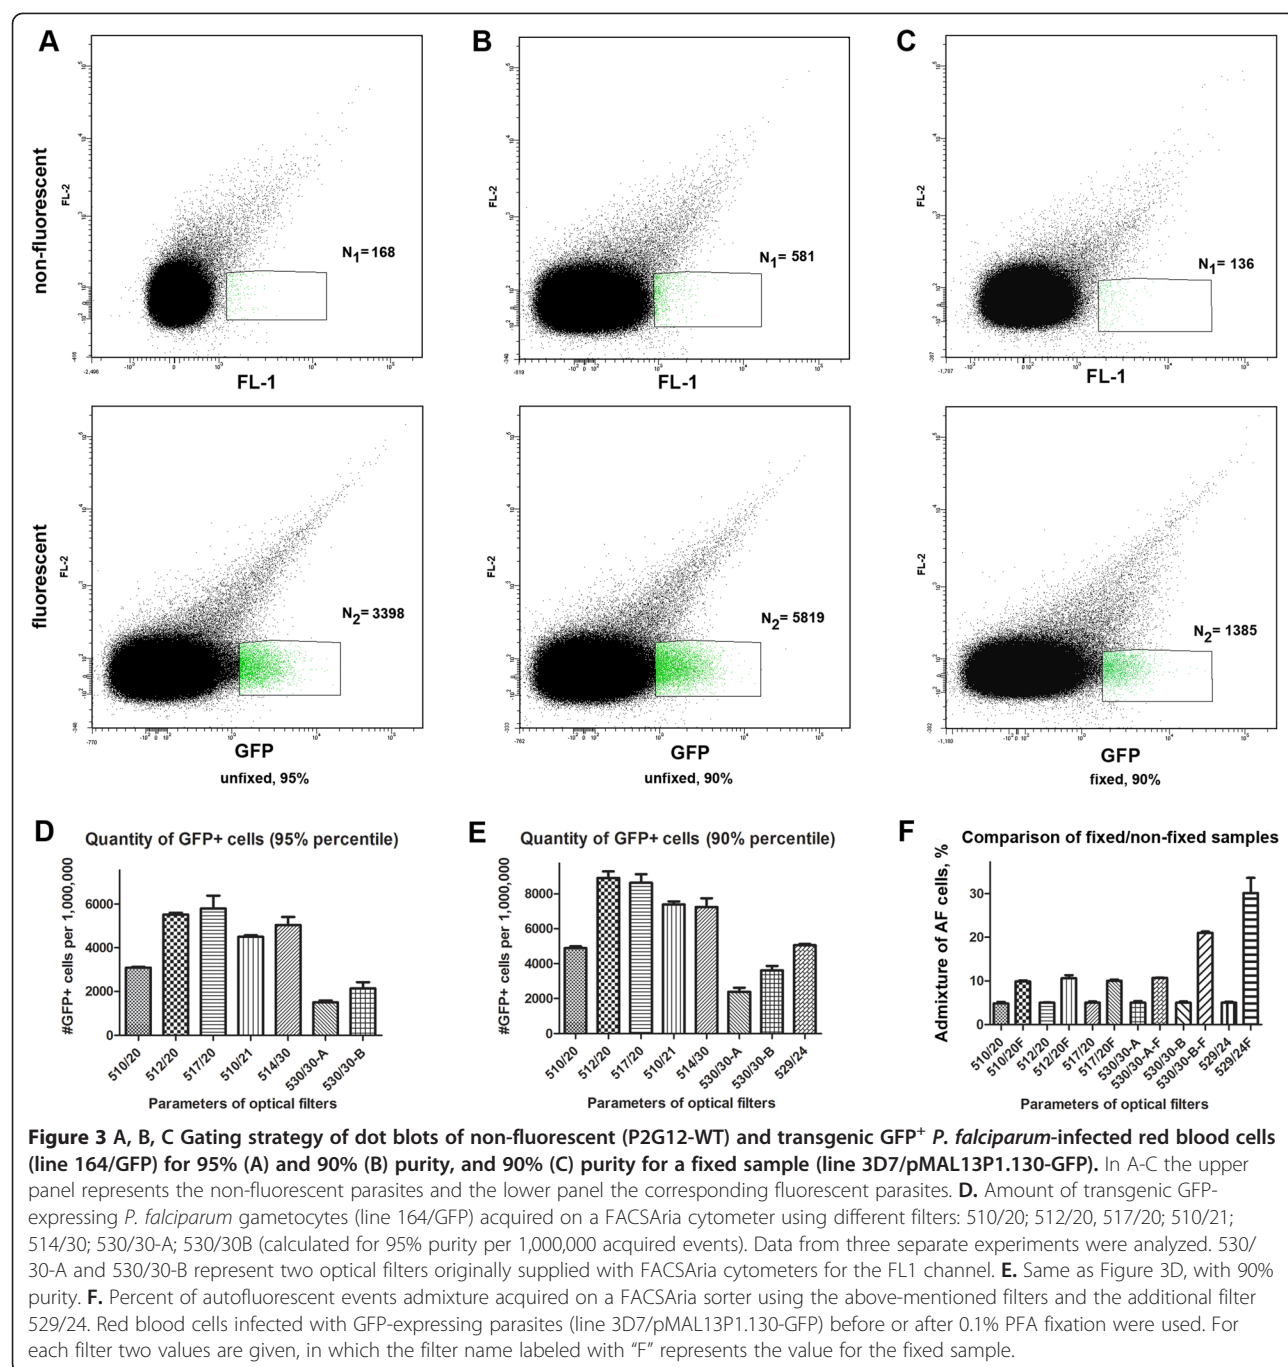 A
B
C
non-fluorescent
FL-2
N1= 168
FL-1
FL-2
N1= 581
FL-1
FL-2
N1= 136
FL-1
fluorescent
FL-2
N2= 3398
GFP
unfixed, 95%
FL-2
N2= 5819
GFP
unfixed, 90%
FL-2
N2= 1385
GFP
fixed, 90%
D
Quantity of GFP+ cells (95% percentile)
#GFP+ cells per 1,000,000
6000
4000
2000
0
510/20
512/20
517/20
510/21
514/30
530/30-A
530/30-B
Parameters of optical filters
E
Quantity of GFP+ cells (90% percentile)
#GFP+ cells per 1,000,000
8000
6000
4000
2000
0
510/20
512/20
517/20
510/21
514/30
530/30-A
530/30-B
529/24
Parameters of optical filters
F
Comparison of fixed/non-fixed samples
Admixture of AF cells, %
30
20
10
0
510/20
510/20F
512/20
512/20F
517/20
517/20F
530/30-A
530/30-A-F
530/30-B
530/30-B-F
529/24
529/24F
Parameters of optical filters
Figure 3 A, B, C Gating strategy of dot blots of non-fluorescent (P2G12-WT) and transgenic GFP+ P. falciparum-infected red blood cells
(line 164/GFP) for 95% (A) and 90% (B) purity, and 90% (C) purity for a fixed sample (line 3D7/pMAL13P1.130-GFP). In A-C the upper
panel represents the non-fluorescent parasites and the lower panel the corresponding fluorescent parasites. D. Amount of transgenic GFP-
expressing P. falciparum gametocytes (line 164/GFP) acquired on a FACSAria cytometer using different filters: 510/20; 512/20, 517/20; 510/21;
514/30; 530/30-A; 530/30B (calculated for 95% purity per 1,000,000 acquired events). Data from three separate experiments were analyzed. 530/
30-A and 530/30-B represent two optical filters originally supplied with FACSAria cytometers for the FL1 channel. E. Same as Figure 3D, with 90%
purity. F. Percent of autofluorescent events admixture acquired on a FACSAria sorter using the above-mentioned filters and the additional filter
529/24. Red blood cells infected with GFP-expressing parasites (line 3D7/pMAL13P1.130-GFP) before or after 0.1% PFA fixation were used. For
each filter two values are given, in which the filter name labeled with "F" represents the value for the fixed sample.